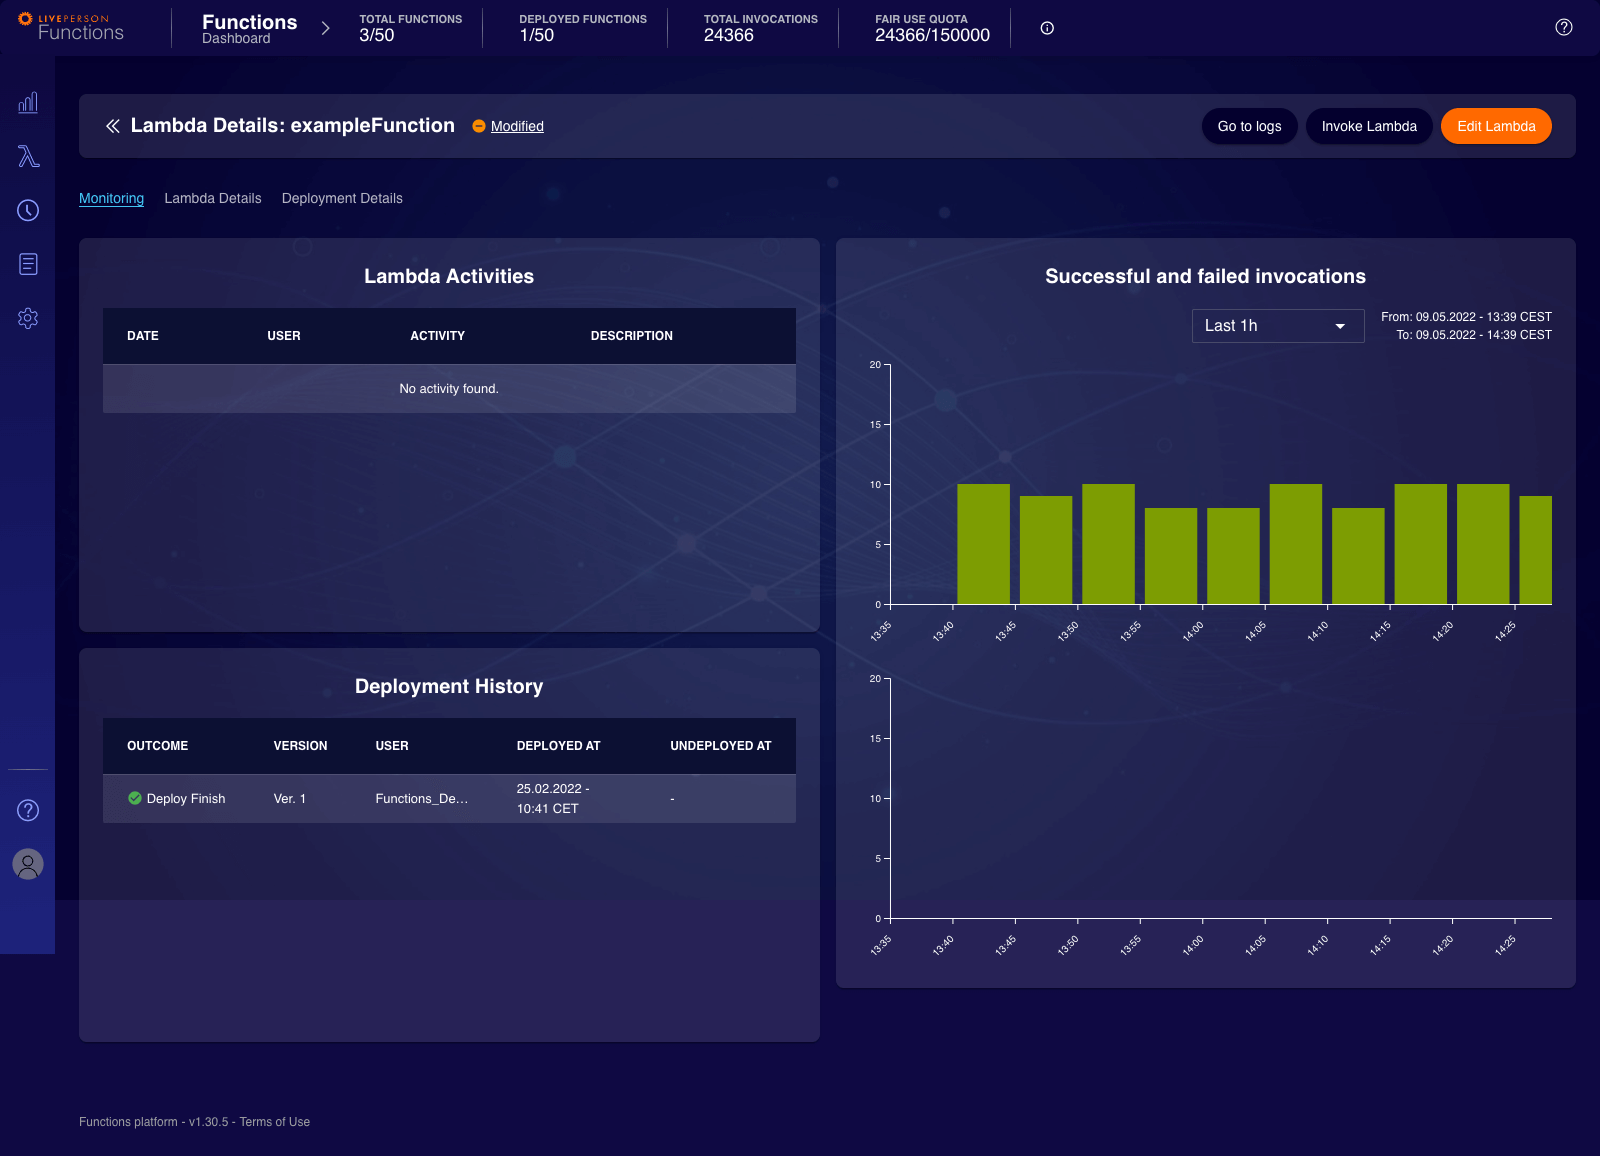 LIVEPERSON
Functions
Functions
Dashboard
TOTAL FUNCTIONS
3/50
DEPLOYED FUNCTIONS
1/50
TOTAL INVOCATIONS
24366
FAIR USE QUOTA
24366/150000
Lambda Details: exampleFunction
Modified
Go to logs
Invoke Lambda
Edit Lambda
Monitoring
Lambda Details
Deployment Details
Lambda Activities
DATE USER ACTIVITY DESCRIPTION
No activity found.
Deployment History
OUTCOME VERSION USER DEPLOYED AT UNDEPLOYED AT
Deploy Finish Ver. 1 Functions_De... 25.02.2022 - -
10:41 CET
Successful and failed invocations
Last 1h
From: 09.05.2022 - 13:39 CEST
To: 09.05.2022 - 14:39 CEST
20
15
10
5
0
13:35 13:40 13:45 13:50 13:55 14:00 14:05 14:10 14:15 14:20 14:25
20
15
10
5
0
13:35 13:40 13:45 13:50 13:55 14:00 14:05 14:10 14:15 14:20 14:25
Functions platform - v1.30.5 - Terms of Use